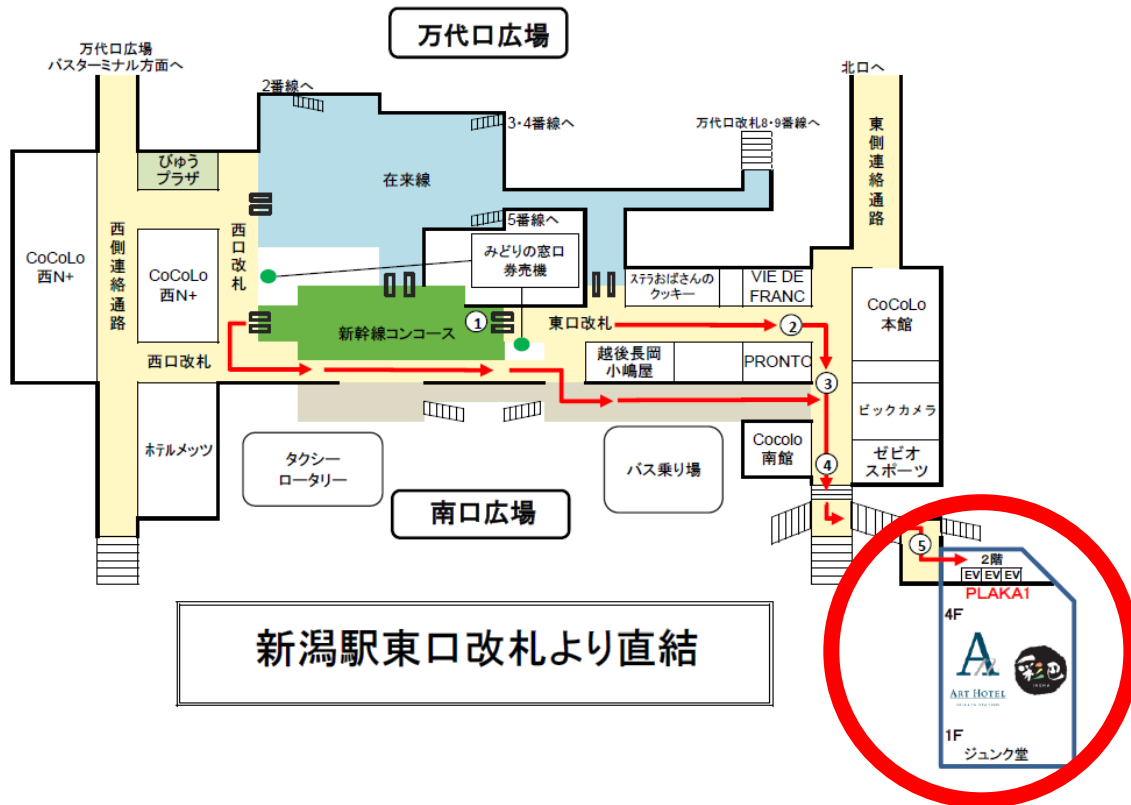 万代口広場
万代口広場
バスターミナル方面へ
2番線へ
3・4番線へ
万代口改札8・9番線へ
北口へ
東側連絡通路
びゅう
プラザ
在来線
5番線へ
みどりの窓口
券売機
西口改札
西側連絡通路
CoCoLo
西N+
CoCoLo
西N+
ステラおばさんの
クッキー
VIE DE
FRANC
CoCoLo
本館
新幹線コンコース
1
東口改札
2
西口改札
越後長岡
小嶋屋
PRONTO
3
ビックカメラ
ホテルメッツ
タクシー
ロータリー
バス乗り場
Cocolo
南館
4
ゼビオ
スポーツ
南口広場
5
2階
EV EV EV
PLAKA1
新潟駅東口改札より直結
4F
A
ART HOTEL
NIIGATA STATION
彩巴
IROHA
1F
ジュンク堂